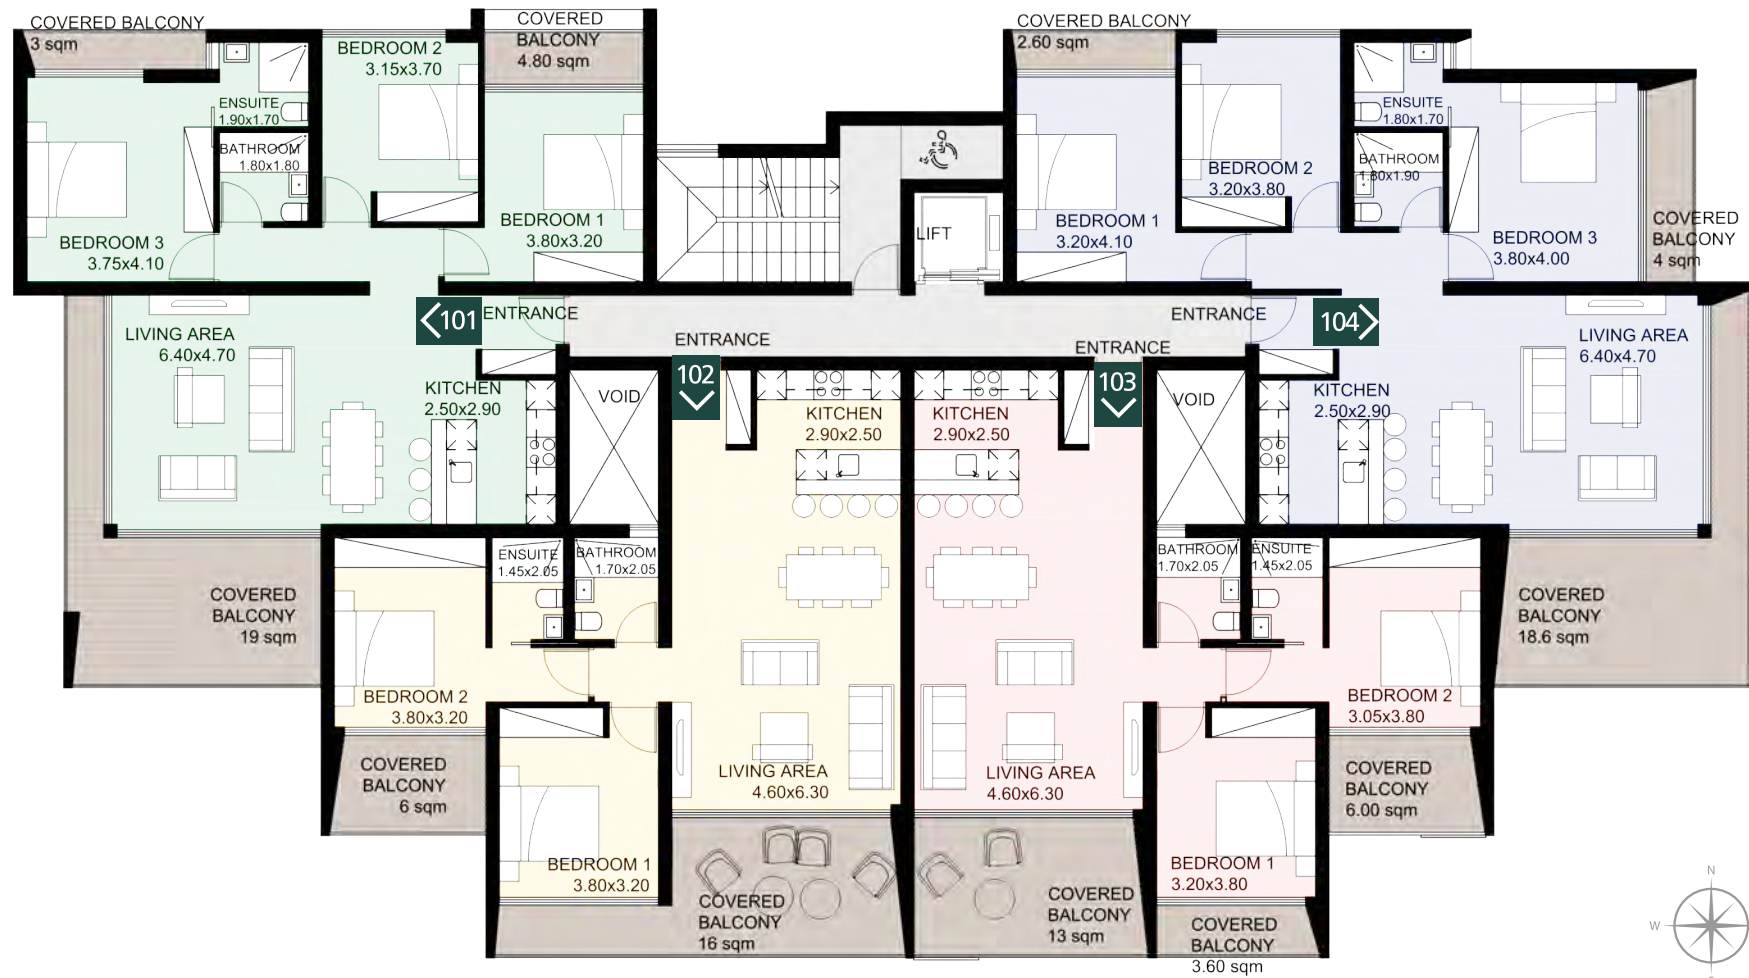 COVERED BALCONY
3 sqm
BEDROOM 2
3.15x3.70
COVERED
BALCONY
4.80 sqm
ENSUITE
1.90x1.70
BATHROOM
1.80x1.80
BEDROOM 3
3.75x4.10
BEDROOM 1
3.80x3.20
LIVING AREA
6.40x4.70
101
ENTRANCE
KITCHEN
2.50x2.90
COVERED
BALCONY
19 sqm
COVERED BALCONY
2.60 sqm
BEDROOM 1
3.20x4.10
BEDROOM 2
3.20x3.80
ENSUITE
1.80x1.70
BATHROOM
1.80x1.90
BEDROOM 3
3.80x4.00
COVERED
BALCONY
4 sqm
LIFT
ENTRANCE
104
LIVING AREA
6.40x4.70
KITCHEN
2.50x2.90
COVERED
BALCONY
18.6 sqm
ENTRANCE
102
VOID
KITCHEN
2.90x2.50
ENSUITE
1.45x2.05
BATHROOM
1.70x2.05
BEDROOM 2
3.80x3.20
COVERED
BALCONY
6 sqm
LIVING AREA
4.60x6.30
BEDROOM 1
3.80x3.20
COVERED
BALCONY
16 sqm
ENTRANCE
103
VOID
KITCHEN
2.90x2.50
BATHROOM
1.70x2.05
ENSUITE
1.45x2.05
BEDROOM 2
3.05x3.80
COVERED
BALCONY
6.00 sqm
LIVING AREA
4.60x6.30
BEDROOM 1
3.20x3.80
COVERED
BALCONY
13 sqm
COVERED
BALCONY
3.60 sqm
N
W